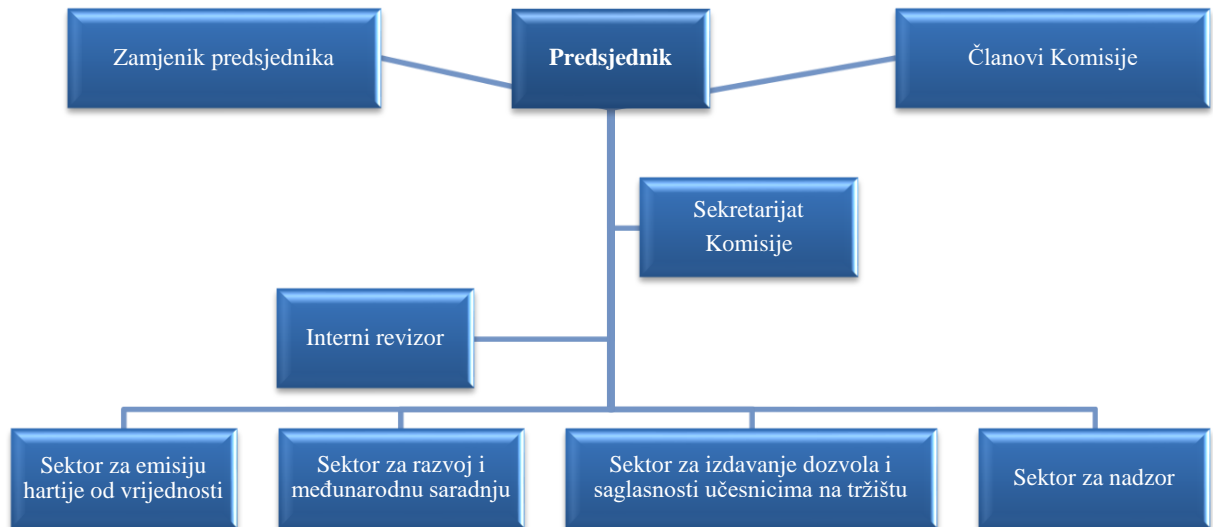 Zamjenik predsjednika
Predsjednik
Članovi Komisije
Sekretarijat
Komisije
Interni revizor
Sektor za emisiju
hartije od vrijednosti
Sektor za razvoj i
međunarodnu saradnju
Sektor za izdavanje dozvola i
saglasnosti učesnicima na tržištu
Sektor za nadzor